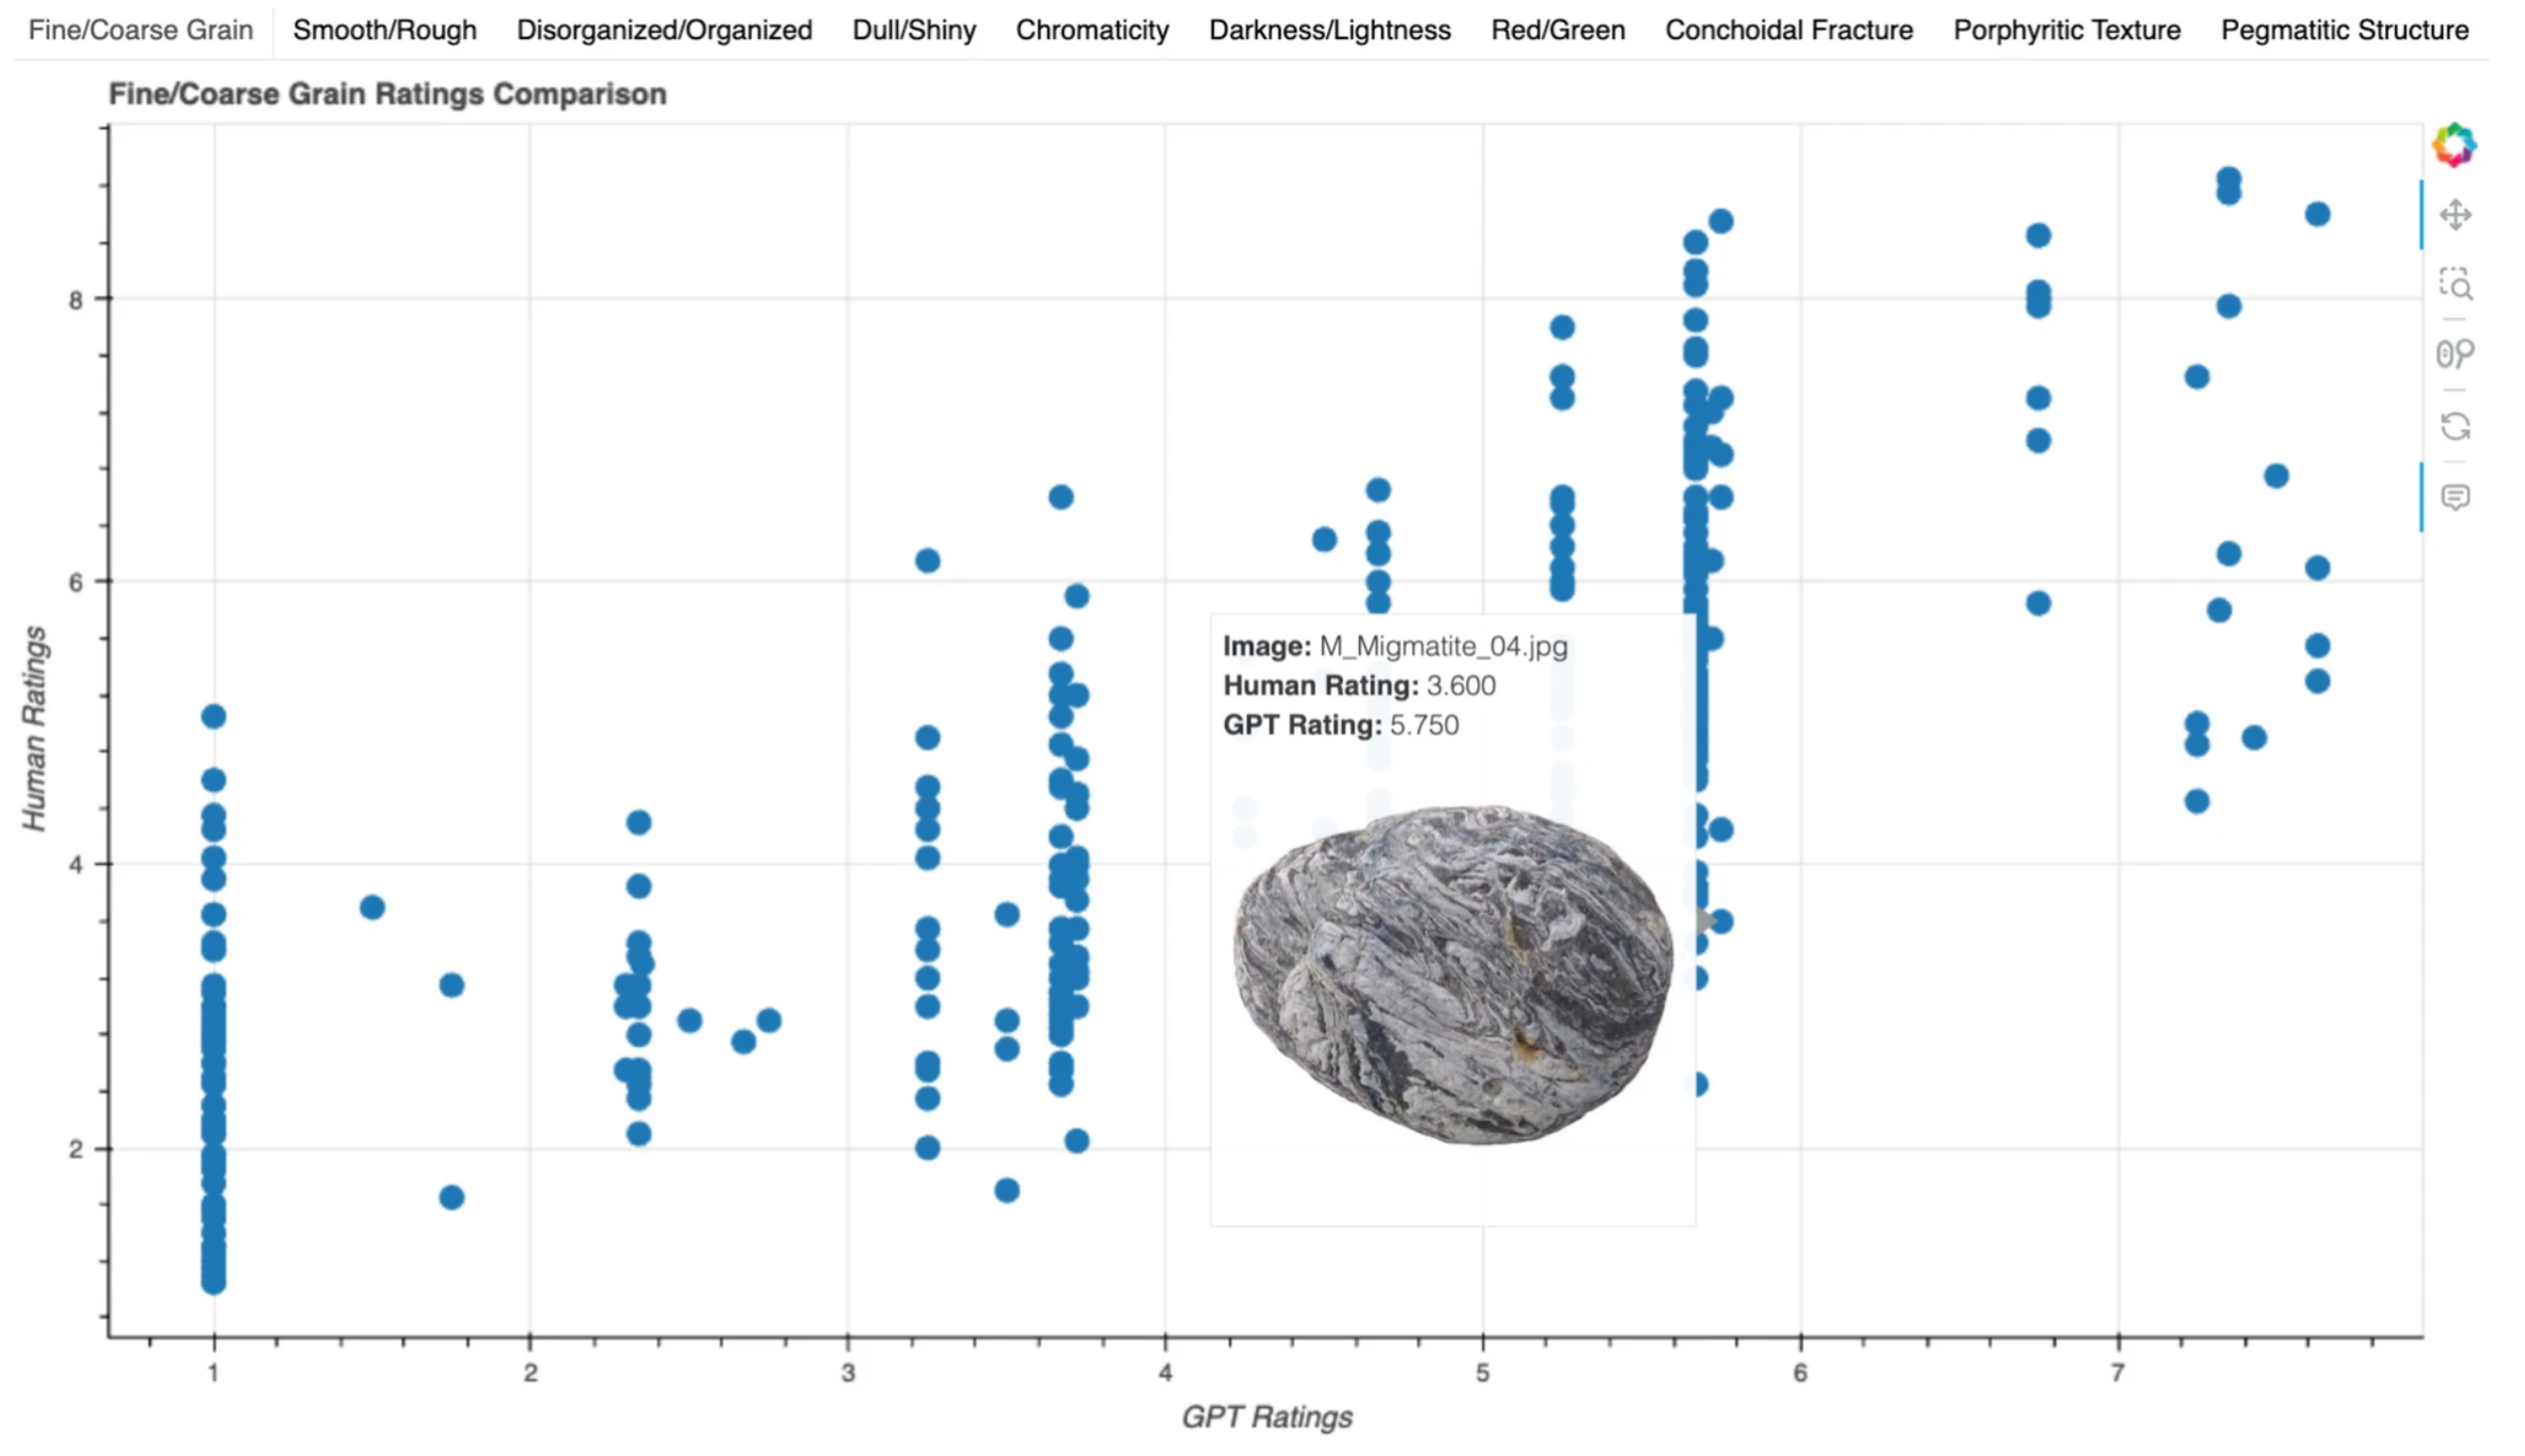 Fine/Coarse Grain Smooth/Rough Disorganized/Organized Dull/Shiny Chromaticity Darkness/Lightness Red/Green Conchoidal Fracture Porphyritic Texture Pegmatitic Structure
Fine/Coarse Grain Ratings Comparison
8
6
4
2
Human Ratings
Image: M_Migmatite_04.jpg
Human Rating: 3.600
GPT Rating: 5.750
1 2 3 4 5 6 7
GPT Ratings